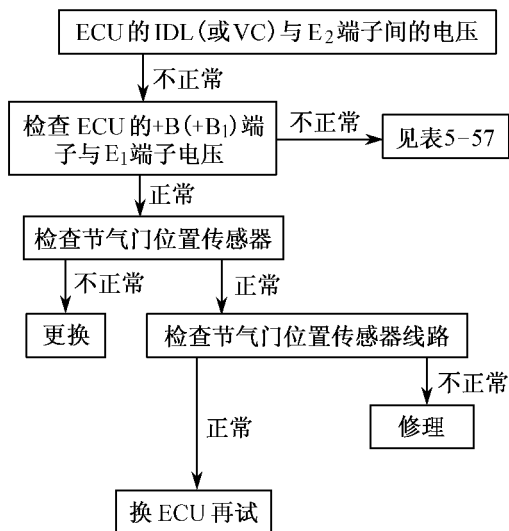 ECU的IDL(或VC)与E₂端子间的电压
不正常
检查ECU的+B(+B₁)端
子与E₁端子电压
不正常
见表5-57
正常
检查节气门位置传感器
不正常
正常
更换
检查节气门位置传感器线路
不正常
正常
修理
换ECU再试